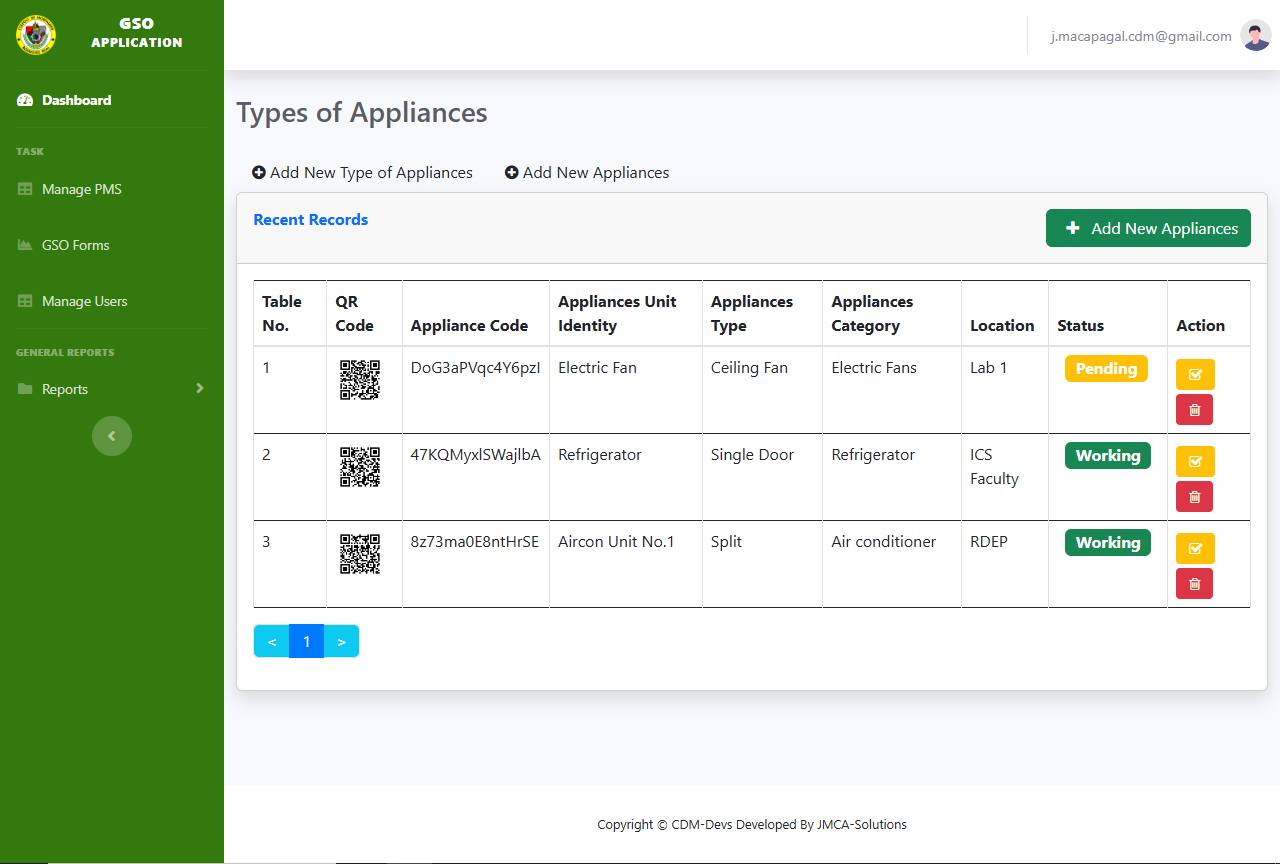 GSO
APPLICATION
j.macapagal.cdm@gmail.com
Dashboard
TASK
Manage PMS
GSO Forms
Manage Users
GENERAL REPORTS
Reports
Types of Appliances
Add New Type of Appliances
Add New Appliances
Recent Records
Add New Appliances
Table No. QR Code Appliance Code Appliances Unit Identity Appliances Type Appliances Category Location Status Action
1 DoG3aPVqc4Y6pzI Electric Fan Ceiling Fan Electric Fans Lab 1 Pending
2 47KQMyxlSWajlbA Refrigerator Single Door Refrigerator ICS Faculty Working
3 8z73ma0E8ntHrSE Aircon Unit No.1 Split Air conditioner RDEP Working
< 1 >
Copyright © CDM-Devs Developed By JMCA-Solutions